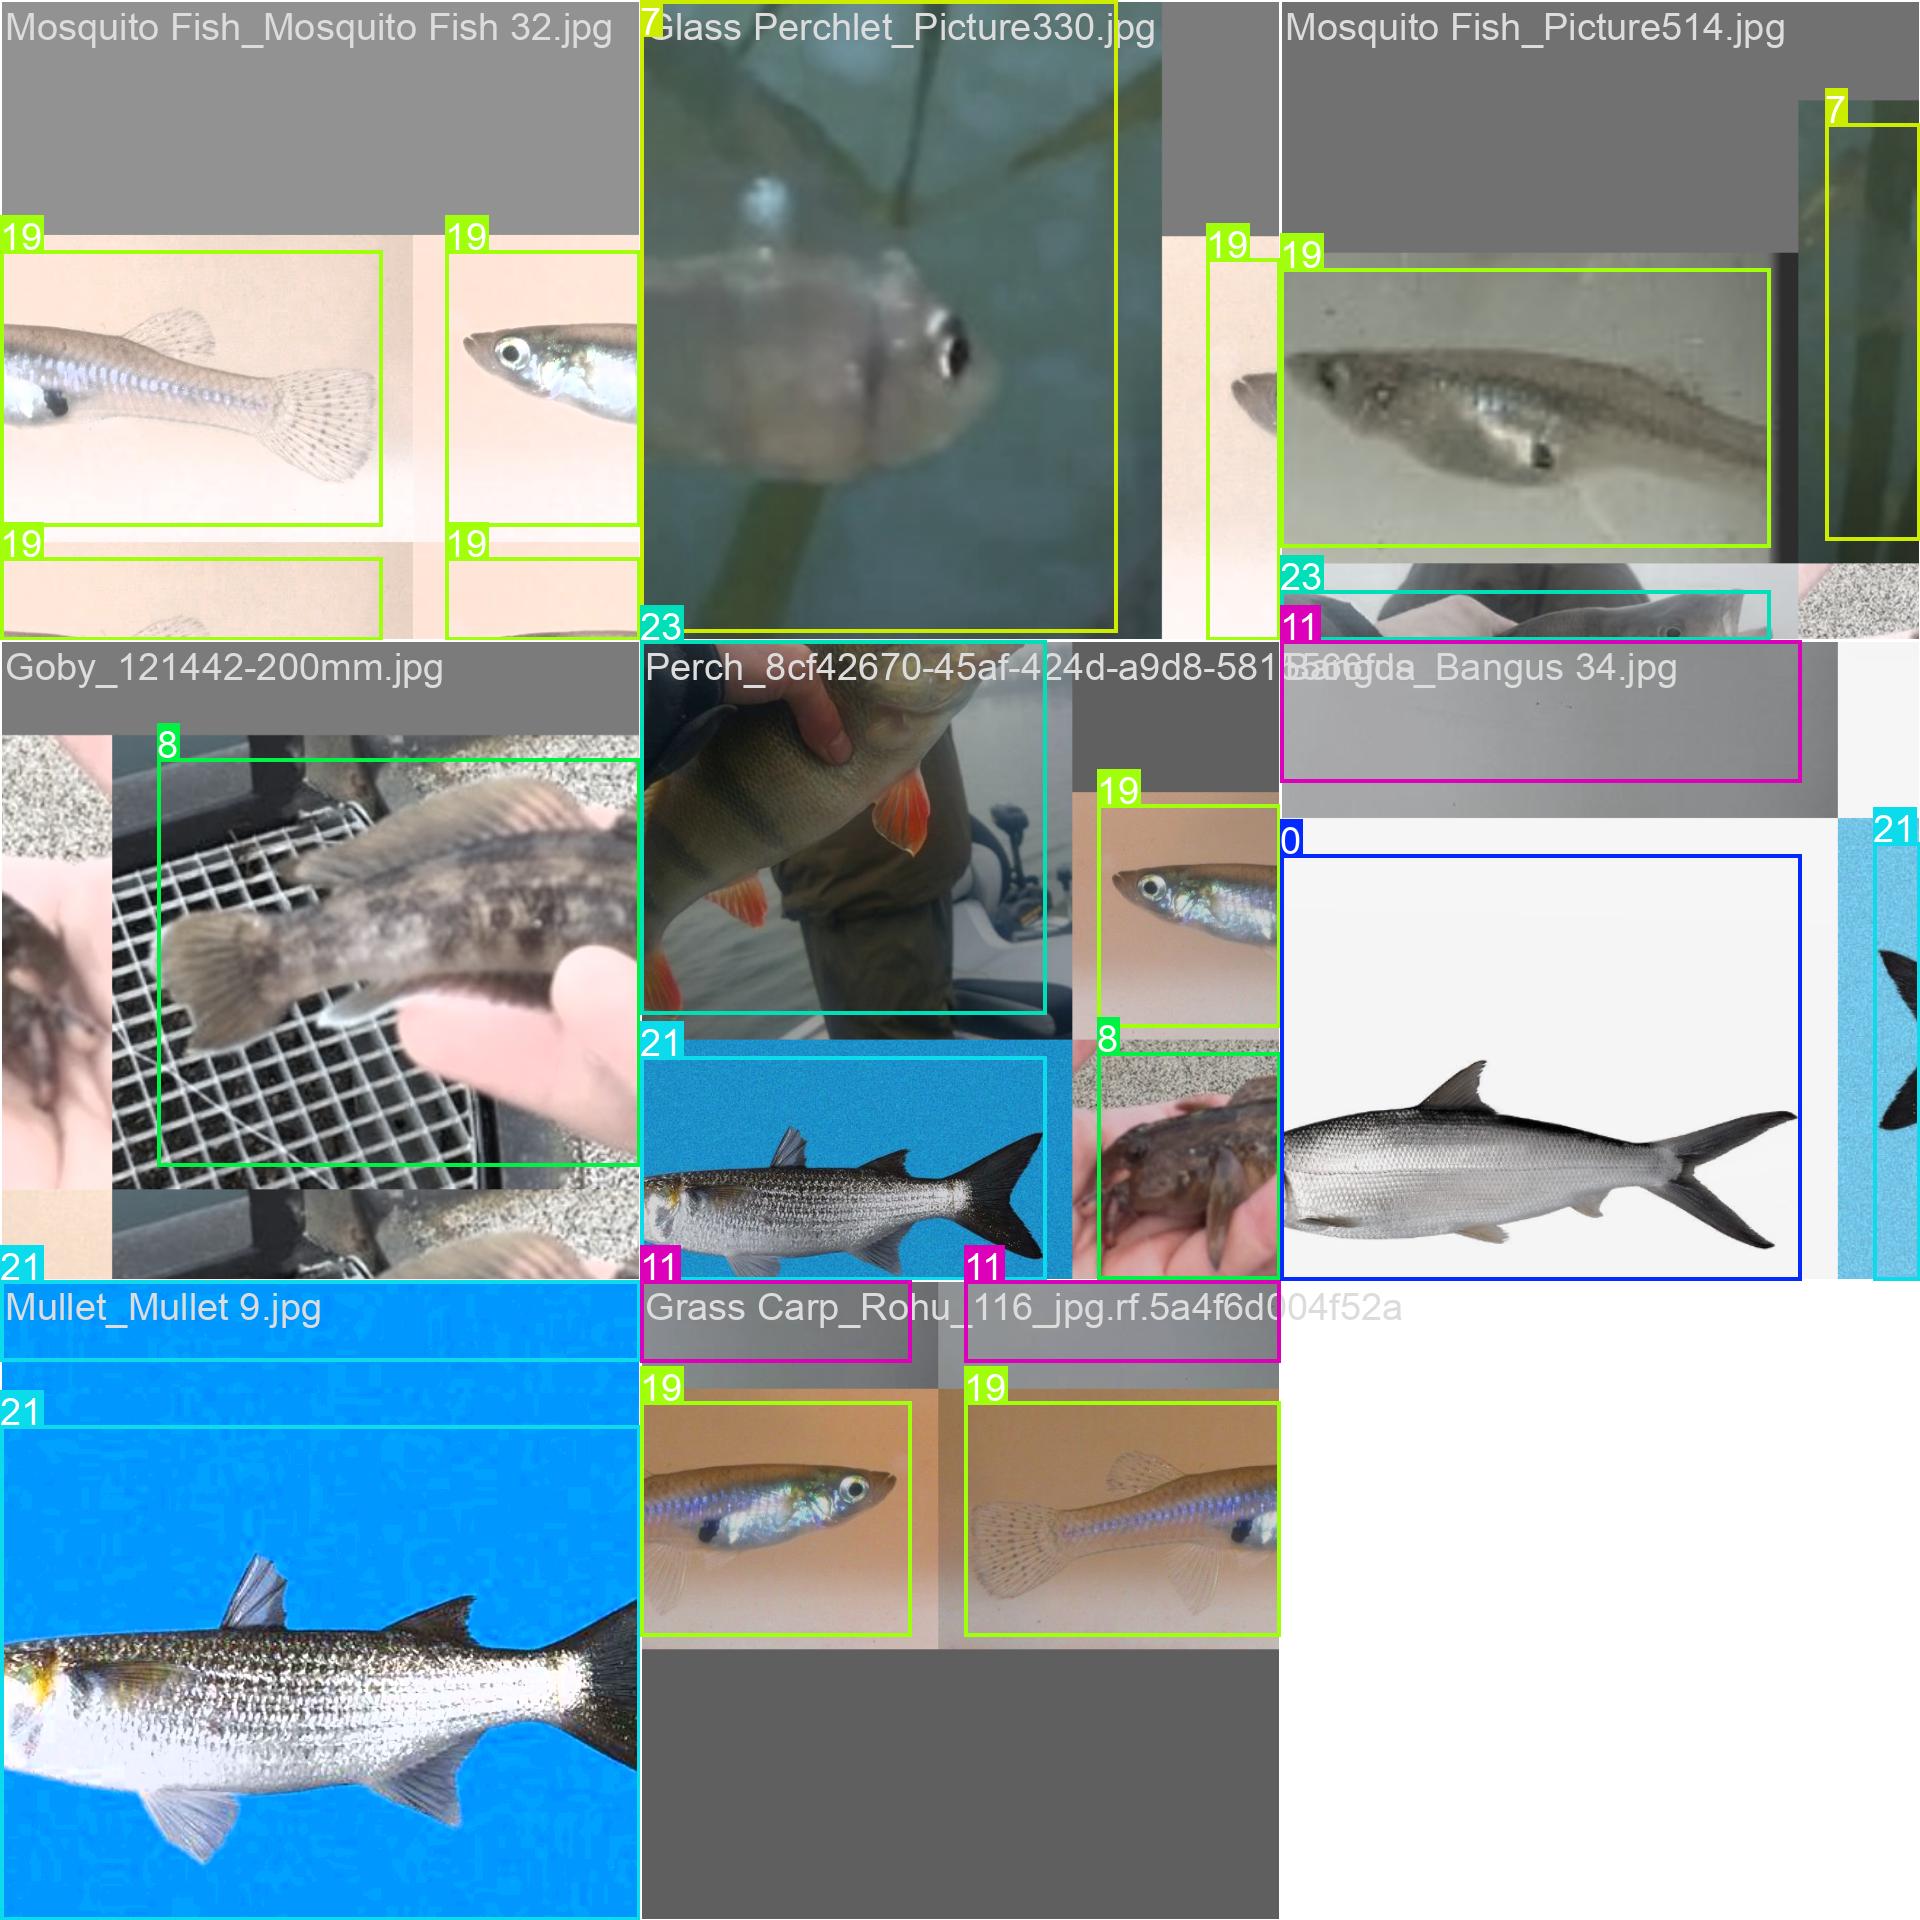 Mosquito Fish_Mosquito Fish 32.jpg
7
Glass Perchlet_Picture330.jpg
Mosquito Fish_Picture514.jpg
7
19
19
19
19
19
19
23
23
11
Goby_121442-200mm.jpg
Perch_8cf42670-45af-424d-a9d8-581
Bangus_Bangus 34.jpg
8
19
0
21
8
21
21
11
11
Mullet_Mullet 9.jpg
Grass Carp_Rohu_116_jpg.rf.5a4f6d004f52a
21
19
19